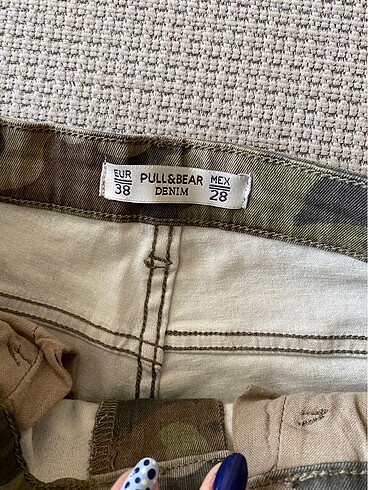 EUR 38 PULL&BEAR MEX 28
DENIM